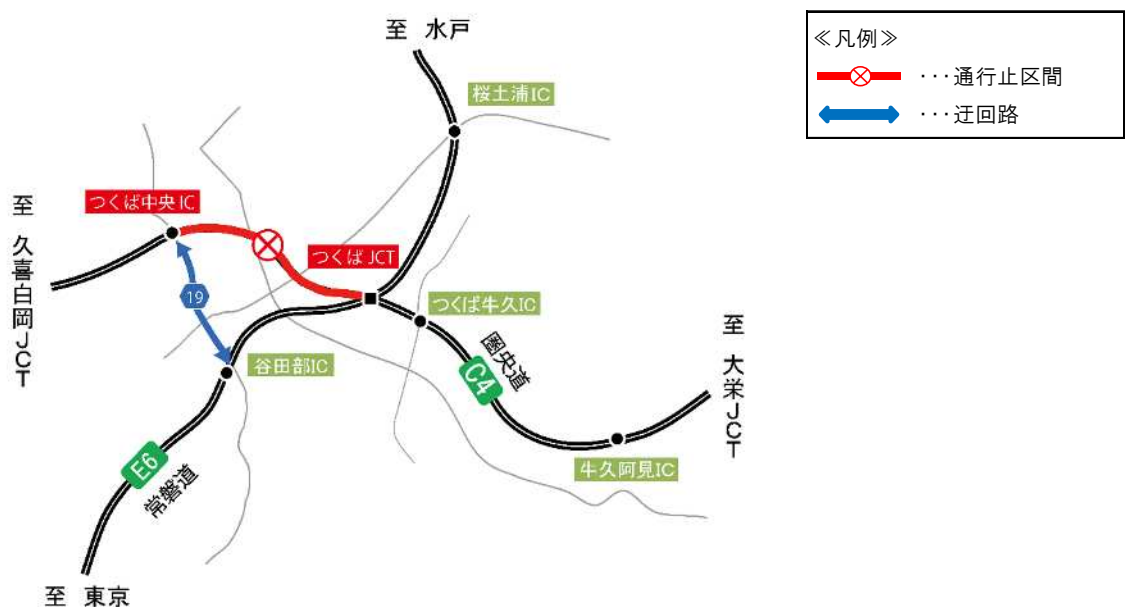 至 水戸
≪凡例≫
・・・通行止区間
・・・迂回路
桜土浦IC
つくば中央IC
至 久喜白岡JCT
つくばJCT
19
つくば牛久IC
至 大栄JCT
谷田部IC
圏央道
C4
牛久阿見IC
E6
常磐道
至 東京